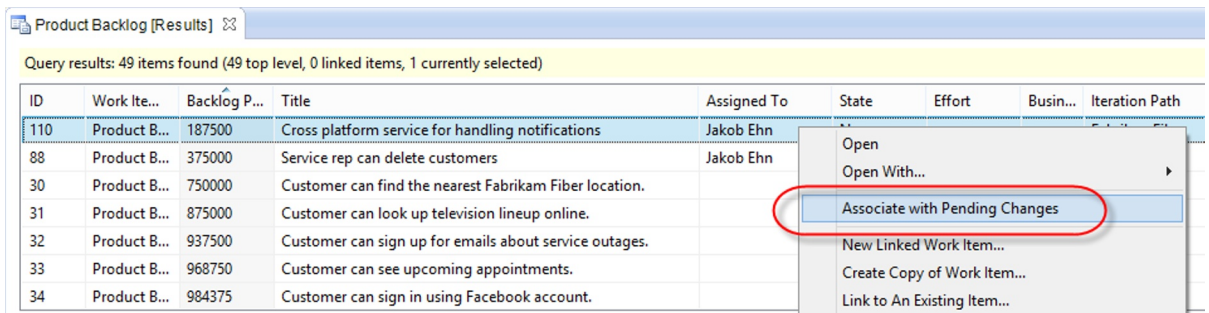 Product Backlog [Results]
Query results: 49 items found (49 top level, 0 linked items, 1 currently selected)
ID Work Ite... Backlog P... Title Assigned To State Effort Busin... Iteration Path
110 Product B... 187500 Cross platform service for handling notifications Jakob Ehn
88 Product B... 375000 Service rep can delete customers Jakob Ehn
30 Product B... 750000 Customer can find the nearest Fabrikam Fiber location.
31 Product B... 875000 Customer can look up television lineup online.
32 Product B... 937500 Customer can sign up for emails about service outages.
33 Product B... 968750 Customer can see upcoming appointments.
34 Product B... 984375 Customer can sign in using Facebook account.
Open
Open With...
Associate with Pending Changes
New Linked Work Item...
Create Copy of Work Item...
Link to An Existing Item...